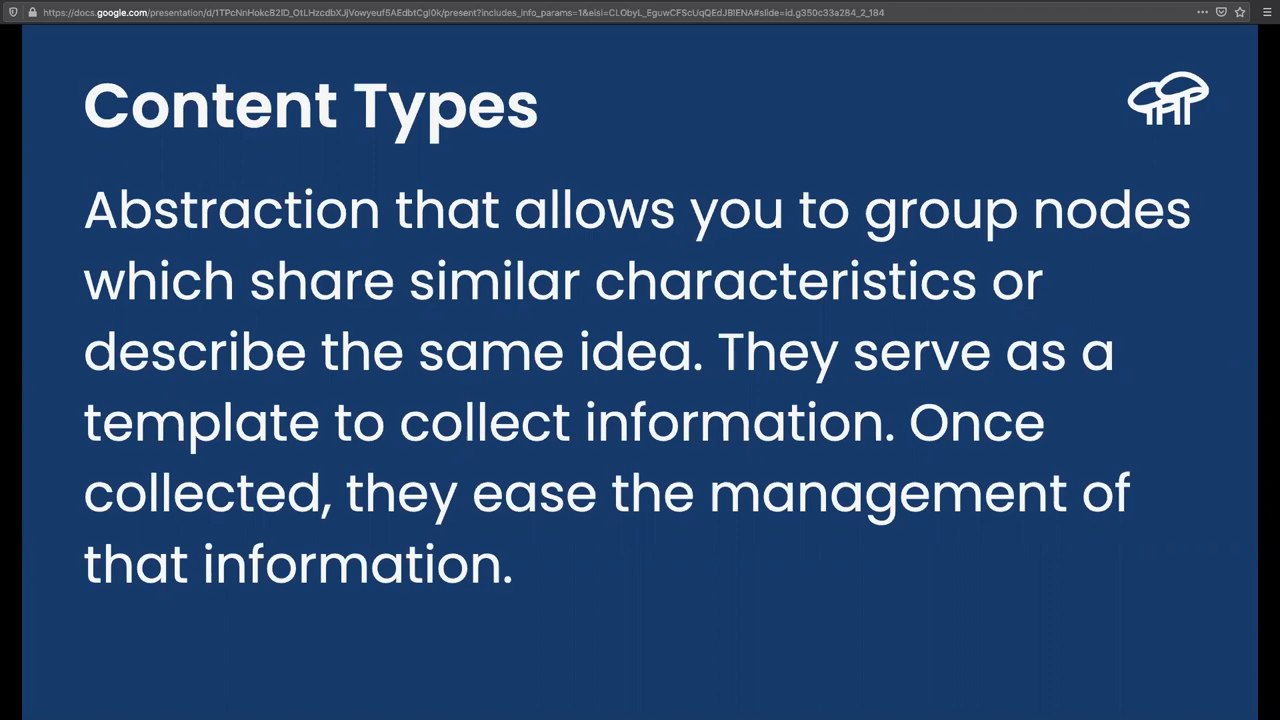 Content Types
Abstraction that allows you to group nodes
which share similar characteristics or
describe the same idea. They serve as a
template to collect information. Once
collected, they ease the management of
that information.